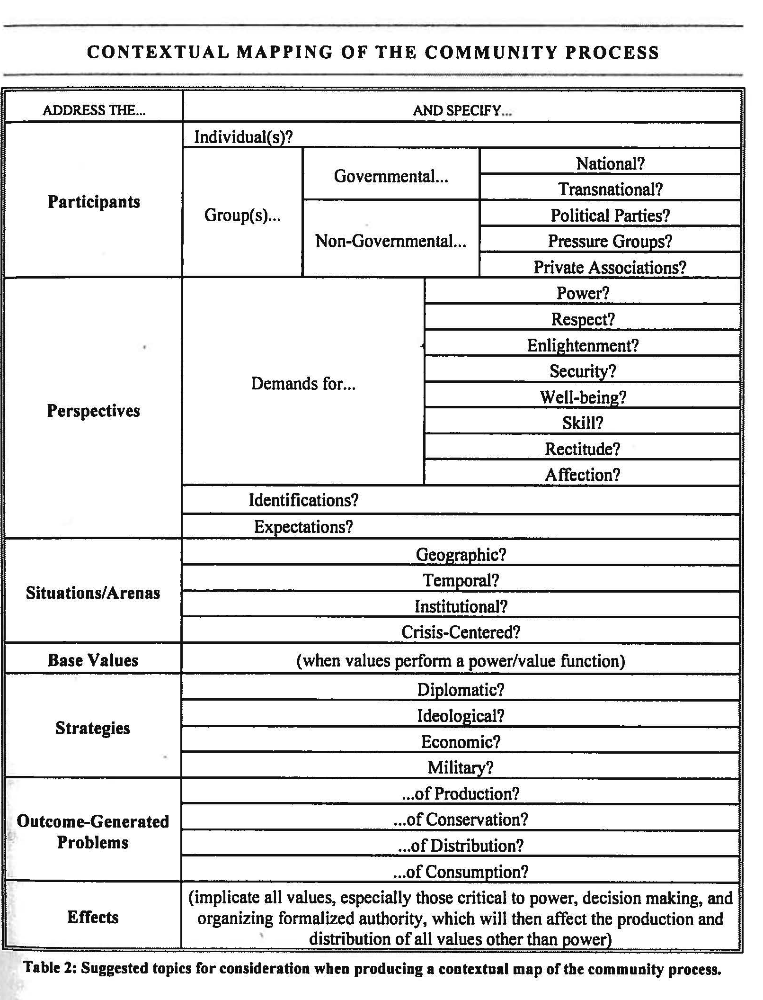 CONTEXTUAL MAPPING OF THE COMMUNITY PROCESS
ADDRESS THE...
AND SPECIFY...
Participants
Individual(s)?
Group(s)...
Governmental...
National?
Transnational?
Non-Governmental...
Political Parties?
Pressure Groups?
Private Associations?
Perspectives
Demands for...
Power?
Respect?
Enlightenment?
Security?
Well-being?
Skill?
Rectitude?
Affection?
Identifications?
Expectations?
Situations/Arenas
Geographic?
Temporal?
Institutional?
Crisis-Centered?
Base Values
(when values perform a power/value function)
Strategies
Diplomatic?
Ideological?
Economic?
Military?
Outcome-Generated
Problems
...of Production?
...of Conservation?
...of Distribution?
...of Consumption?
Effects
(implicate all values, especially those critical to power, decision making, and
organizing formalized authority, which will then affect the production and
distribution of all values other than power)
Table 2: Suggested topics for consideration when producing a contextual map of the community process.